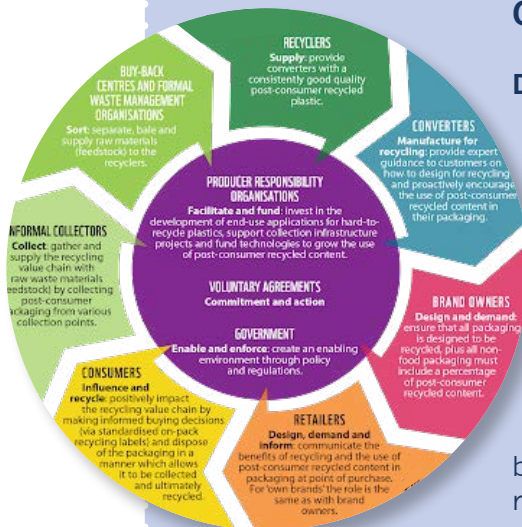 RECYCLERS
Supply: provide
converters with a
consistently good quality
post-consumer recycled
plastic.
CONVERTERS
Manufacture for
recycling: provide expert
guidance to customers on
how to design for recycling
and proactively encourage
the use of post-consumer
recycled content in
their packaging.
BRAND OWNERS
Design and demand:
ensure that all packaging
is designed to be
recycled, plus all non-
food packaging must
include a percentage
of post-consumer
recycled content.
RETAILERS
Design, demand and
inform: communicate the
benefits of recycling and the use of
post-consumer recycled content in
packaging at point of purchase.
For 'own brands' the role is the
same as with brand
owners.
CONSUMERS
Influence and
recycle: positively impact
the recycling value chain by
making informed buying decisions
(via standardised on-pack
recycling labels) and dispose
of the packaging in a
manner which allows
it to be collected
and ultimately
recycled.
NFORMAL COLLECTORS
Collect: gather and
supply the recycling
value chain with
raw waste materials
eedstock) by collecting
post-consumer
ackaging from various
collection points.
BUY-BACK
CENTRES AND FORMAL
WASTE MANAGEMENT
ORGANISATIONS
Sort: separate, bale and
supply raw materials
(feedstock) to the
recyclers.
PRODUCER RESPONSIBILITY
ORGANISATIONS
Facilitate and fund: invest in the
development of end-use applications for hard-to-
recycle plastics, support collection infrastructure
projects and fund technologies to grow the use
of post-consumer recycled content.
VOLUNTARY AGREEMENTS
Commitment and action
GOVERNMENT
Enable and enforce: create an enabling
environment through policy
and regulations.